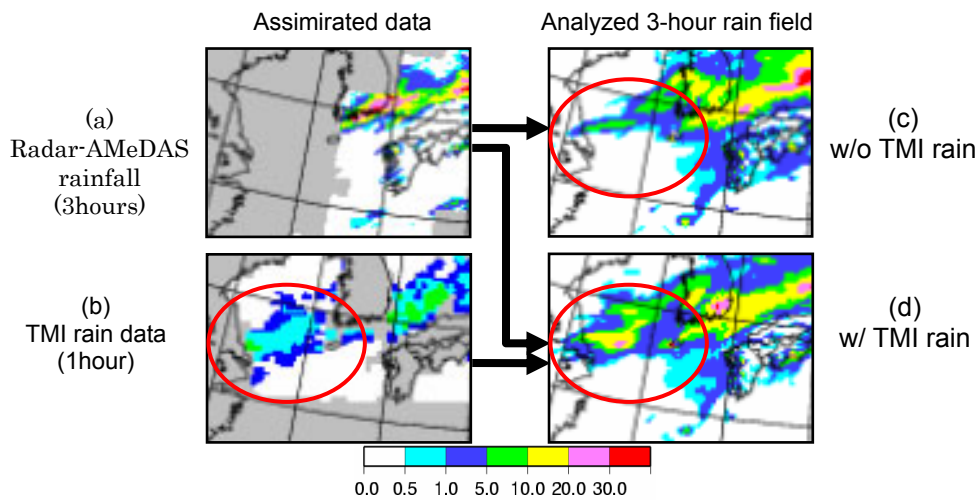 Assimirated data
Analyzed 3-hour rain field
(a)
Radar-AMeDAS
rainfall
(3hours)
(c)
w/o TMI rain
(b)
TMI rain data
(1hour)
(d)
w/ TMI rain
0.0 0.5 1.0 5.0 10.0 20.0 30.0